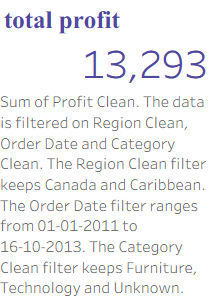 total profit
13,293
Sum of Profit Clean. The data
is filtered on Region Clean,
Order Date and Category
Clean. The Region Clean filter
keeps Canada and Caribbean.
The Order Date filter ranges
from 01-01-2011 to
16-10-2013. The Category
Clean filter keeps Furniture,
Technology and Unknown.